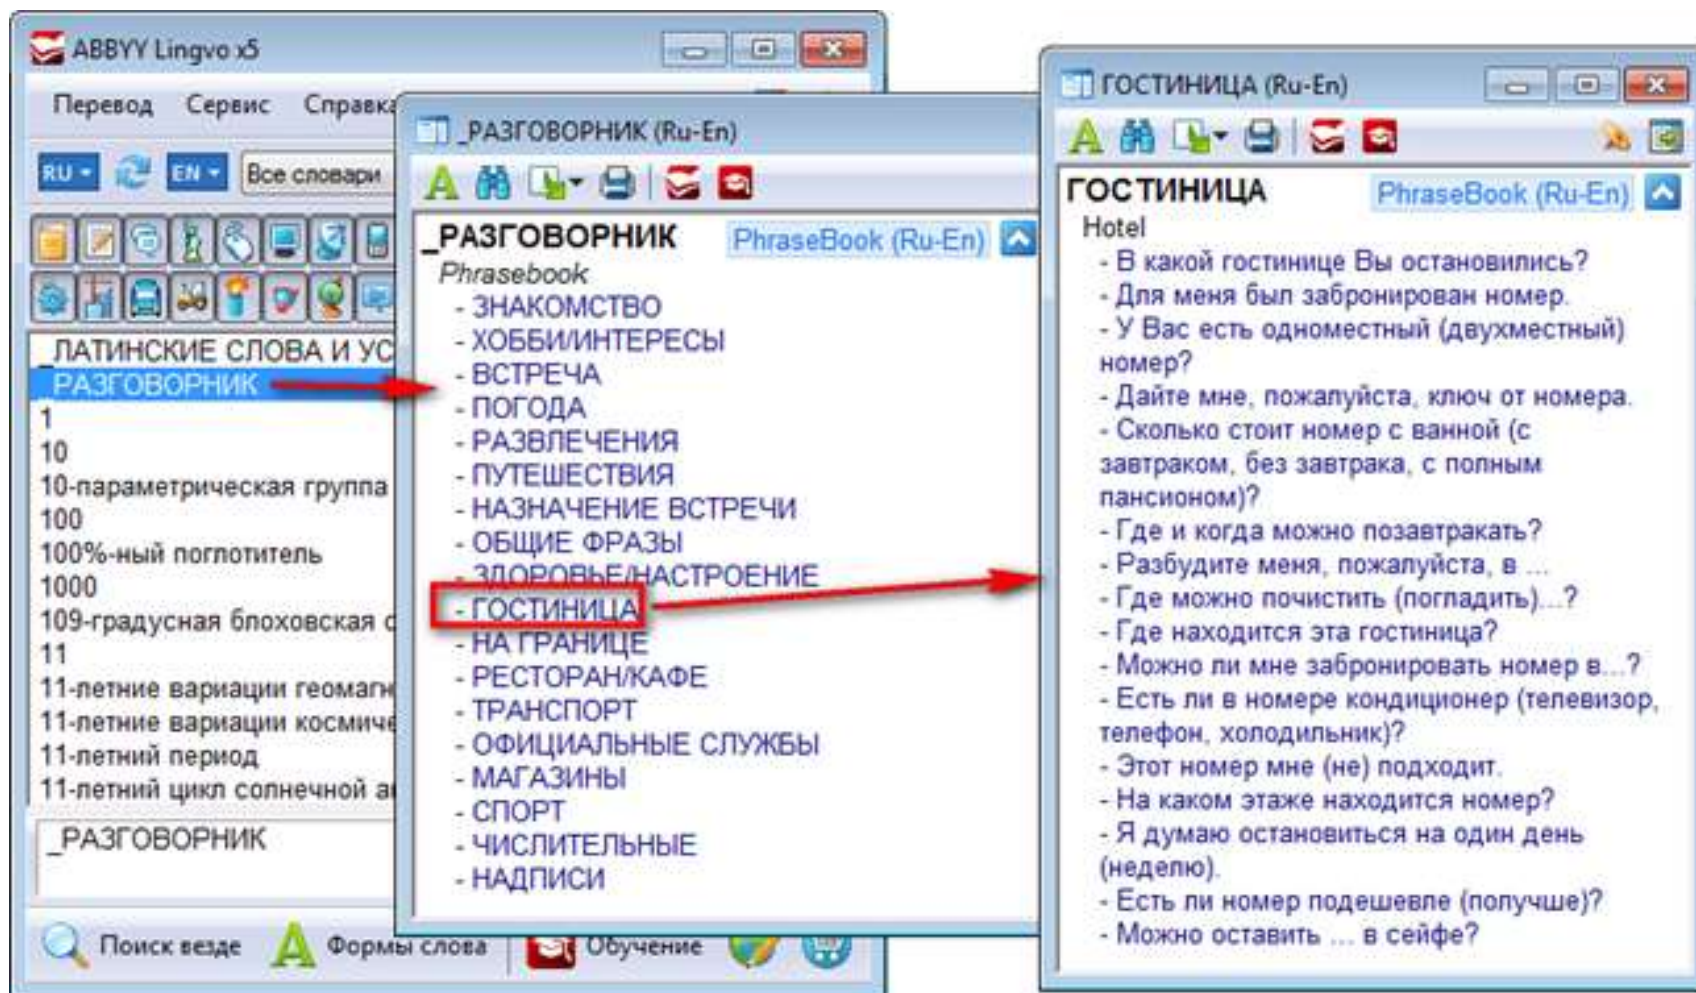 ABBYY Lingvo x5
Перевод Сервис Справка
RU EN Все словари
_ЛАТИНСКИЕ СЛОВА И УС
_РАЗГОВОРНИК
1
10
10-параметрическая группа
100
100%-ный поглотитель
1000
109-градусная блоховская с
11
11-летние вариации геомагн
11-летние вариации космиче
11-летний период
11-летний цикл солнечной а
_РАЗГОВОРНИК
Поиск везде Формы слова Обучение
_РАЗГОВОРНИК (Ru-En)
_РАЗГОВОРНИК PhraseBook (Ru-En)
Phrasebook
- ЗНАКОМСТВО
- ХОББИ/ИНТЕРЕСЫ
- ВСТРЕЧА
- ПОГОДА
- РАЗВЛЕЧЕНИЯ
- ПУТЕШЕСТВИЯ
- НАЗНАЧЕНИЕ ВСТРЕЧИ
- ОБЩИЕ ФРАЗЫ
- ЗДОРОВЬЕ/НАСТРОЕНИЕ
- ГОСТИНИЦА
- НА ГРАНИЦЕ
- РЕСТОРАН/КАФЕ
- ТРАНСПОРТ
- ОФИЦИАЛЬНЫЕ СЛУЖБЫ
- МАГАЗИНЫ
- СПОРТ
- ЧИСЛИТЕЛЬНЫЕ
- НАДПИСИ
ГОСТИНИЦА (Ru-En)
ГОСТИНИЦА PhraseBook (Ru-En)
Hotel
- В какой гостинице Вы остановились?
- Для меня был забронирован номер.
- У Вас есть одноместный (двухместный)
номер?
- Дайте мне, пожалуйста, ключ от номера.
- Сколько стоит номер с ванной (с
завтраком, без завтрака, с полным
пансионом)?
- Где и когда можно позавтракать?
- Разбудите меня, пожалуйста, в ...
- Где можно почистить (погладить)...?
- Где находится эта гостиница?
- Можно ли мне забронировать номер в...?
- Есть ли в номере кондиционер (телевизор,
телефон, холодильник)?
- Этот номер мне (не) подходит.
- На каком этаже находится номер?
- Я думаю остановиться на один день
(неделю).
- Есть ли номер подешевле (получше)?
- Можно оставить ... в сейфе?